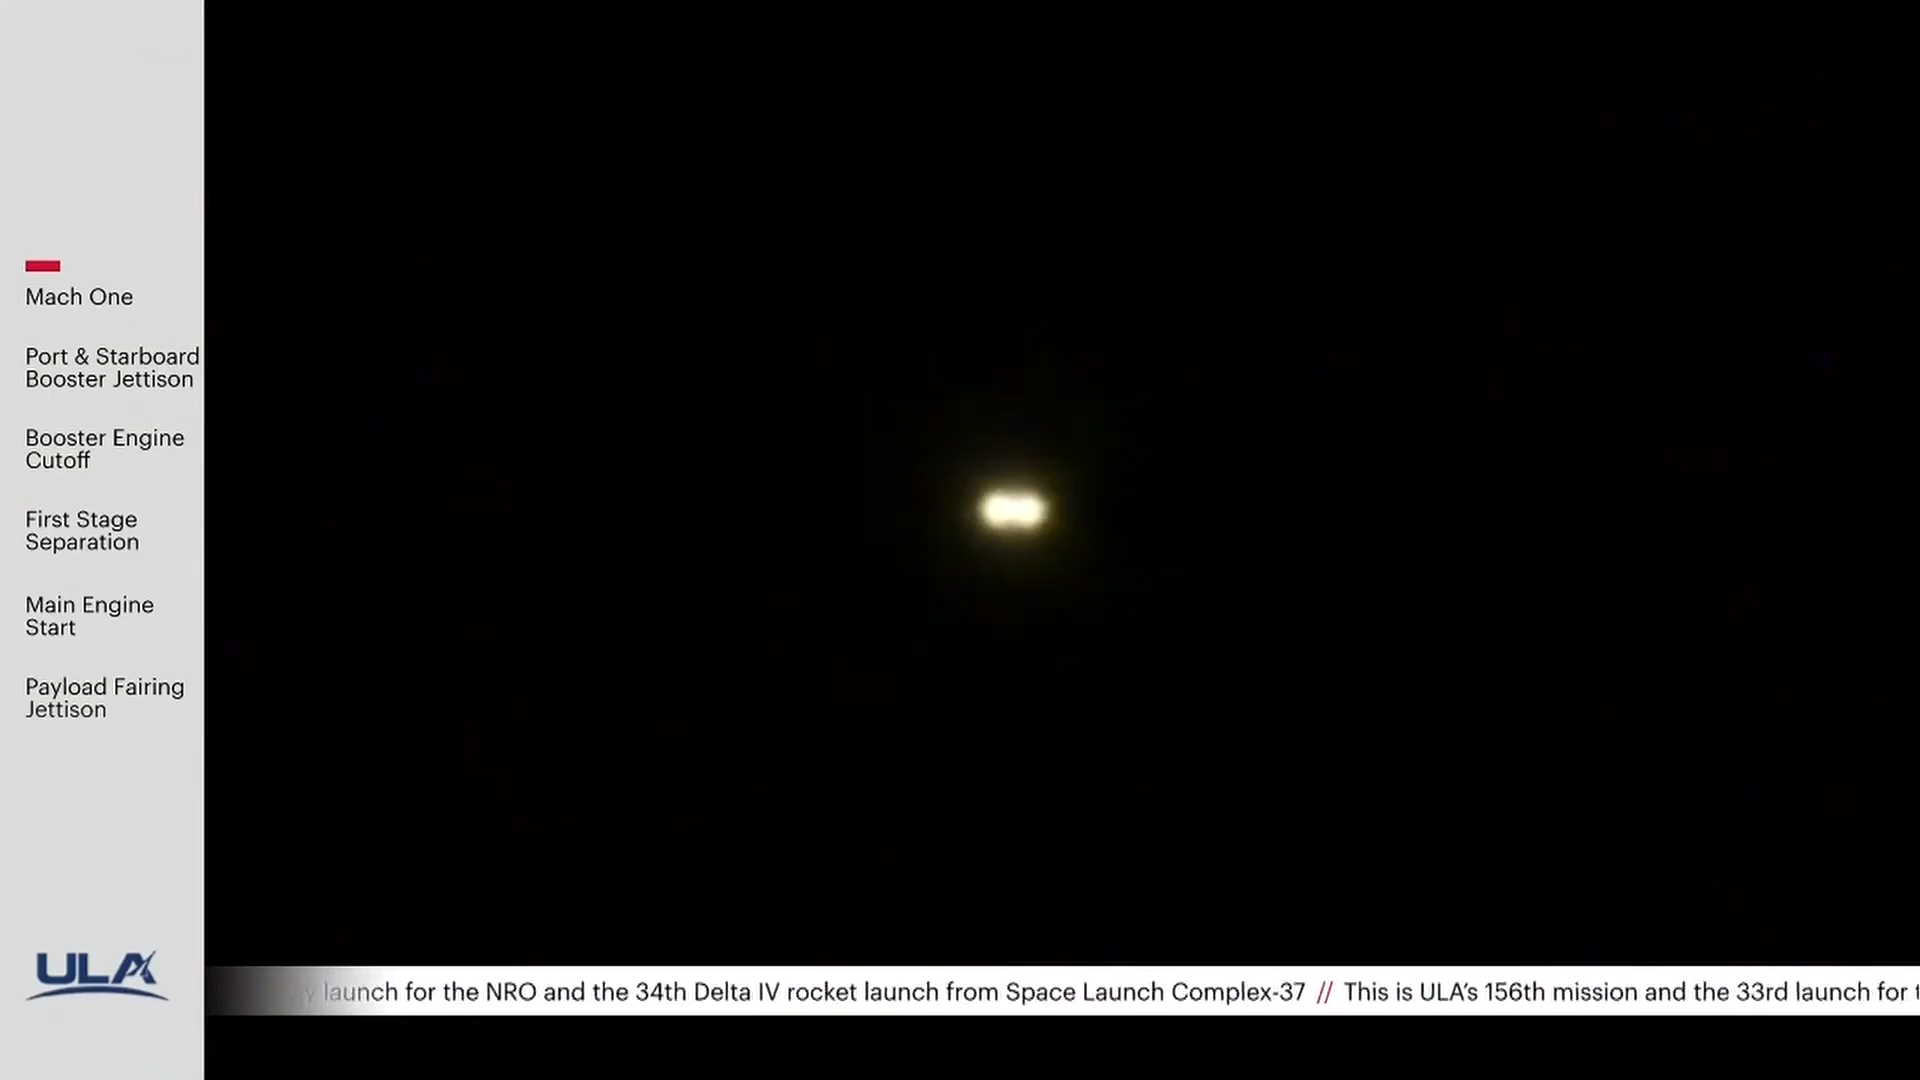 Mach One
Port & Starboard
Booster Jettison
Booster Engine
Cutoff
First Stage
Separation
Main Engine
Start
Payload Fairing
Jettison
ULA
launch for the NRO and the 34th Delta IV rocket launch from Space Launch Complex-37 // This is ULA's 156th mission and the 33rd launch for